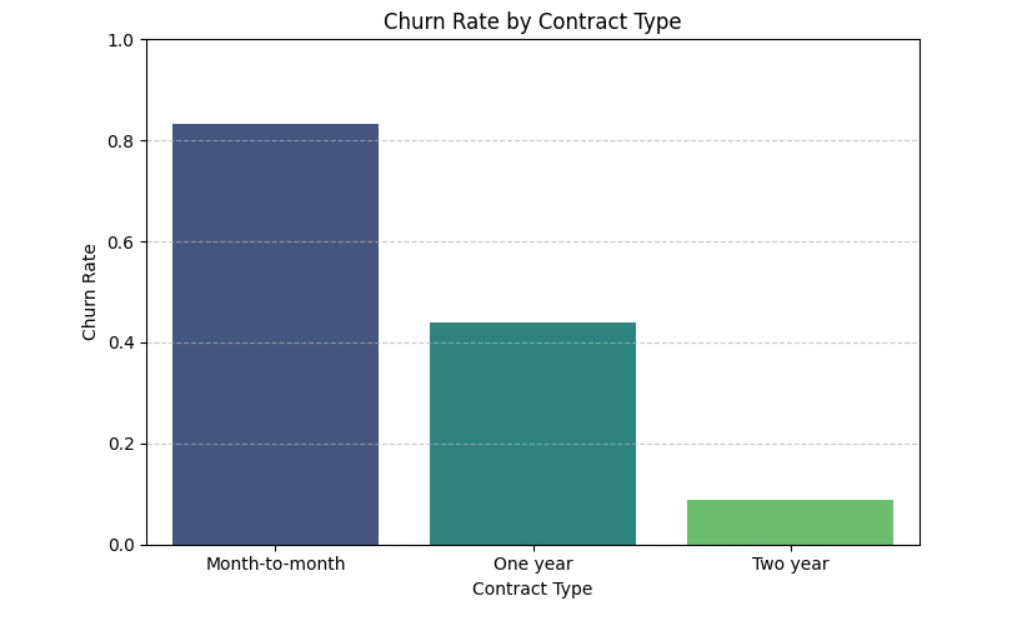 Churn Rate by Contract Type
1.0
0.8
0.6
0.4
0.2
0.0
Churn Rate
Month-to-month
One year
Two year
Contract Type